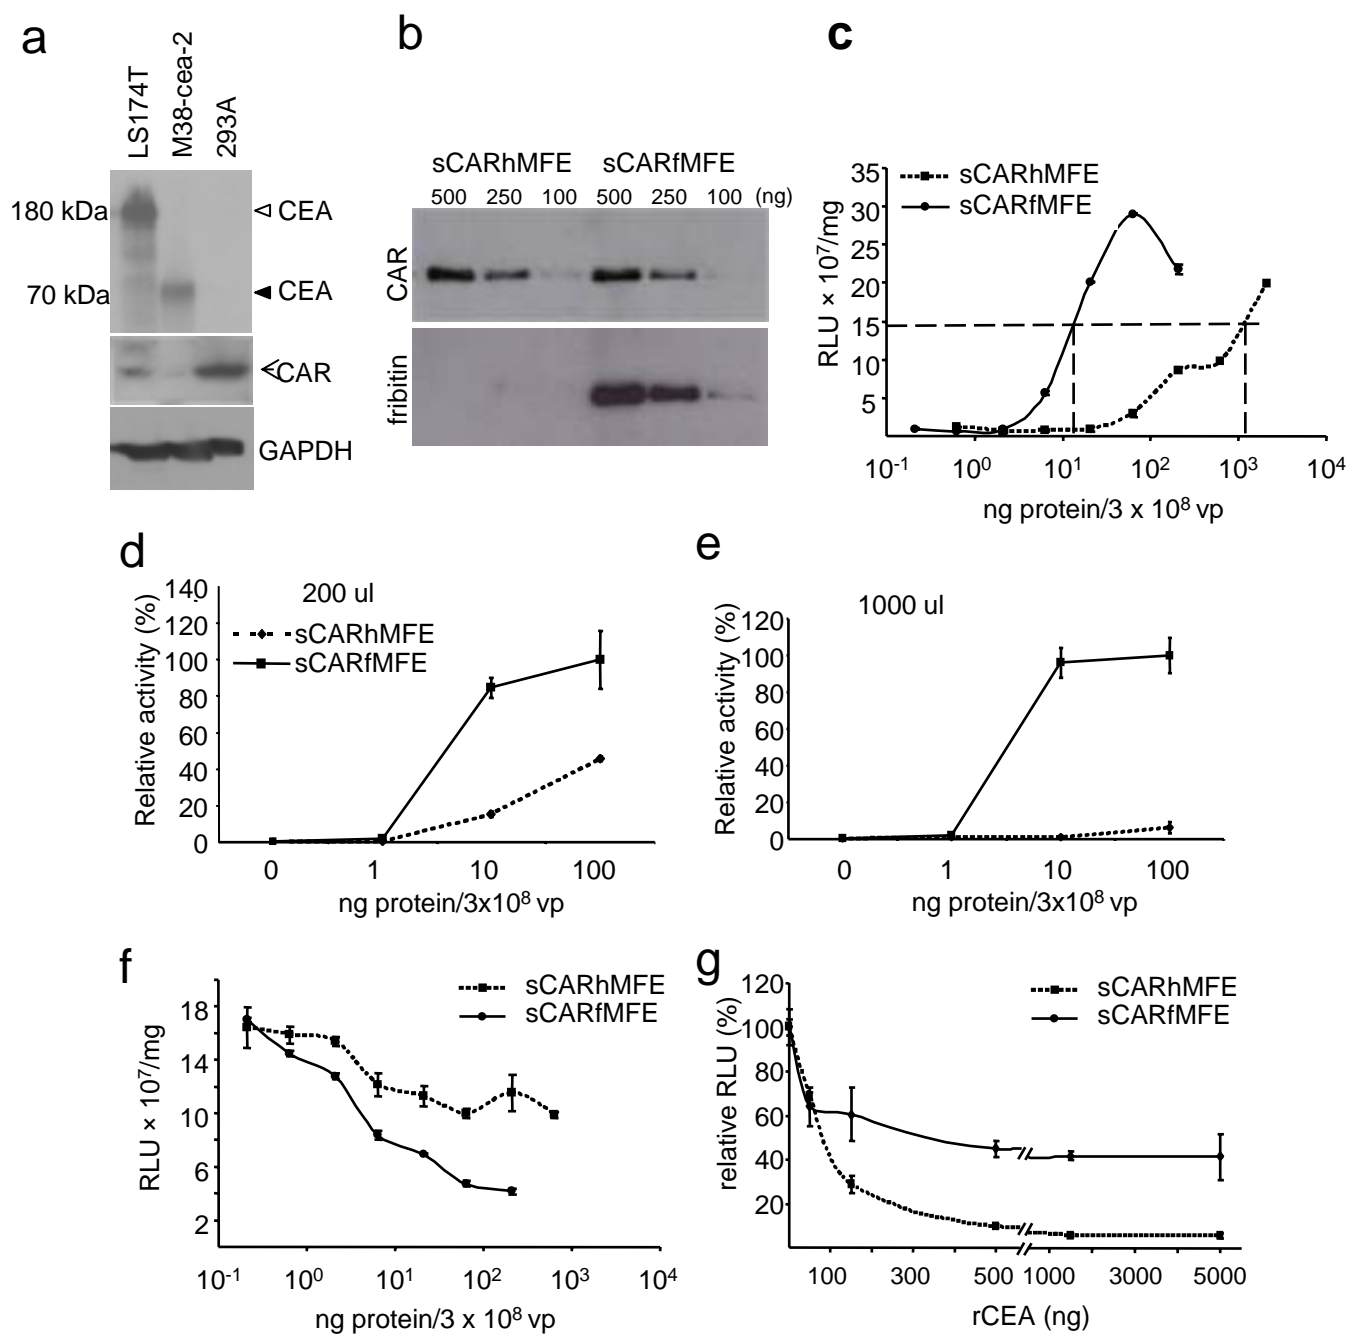 a
LS174T
M38-cea-2
293A
180 kDa
CEA
70 kDa
CEA
CAR
GAPDH
b
sCARhMFE sCARfMFE
500 250 100 500 250 100 (ng)
CAR
fribitin
c
sCARhMFE
sCARfMFE
RLU × 10⁷/mg
35
30
25
20
15
10
5
10⁻¹ 10⁰ 10¹ 10² 10³ 10⁴
ng protein/3 x 10⁸ vp
d
200 ul
sCARhMFE
sCARfMFE
Relative activity (%)
140
120
100
80
60
40
20
0
0 1 10 100
ng protein/3x10⁸ vp
e
1000 ul
Relative activity (%)
120
100
80
60
40
20
0
0 1 10 100
ng protein/3x10⁸ vp
f
sCARhMFE
sCARfMFE
RLU × 10⁷/mg
18
14
10
6
2
10⁻¹ 10⁰ 10¹ 10² 10³ 10⁴
ng protein/3 x 10⁸ vp
g
sCARhMFE
sCARfMFE
relative RLU (%)
120
100
80
60
40
20
100 300 500 1000 3000 5000
rCEA (ng)